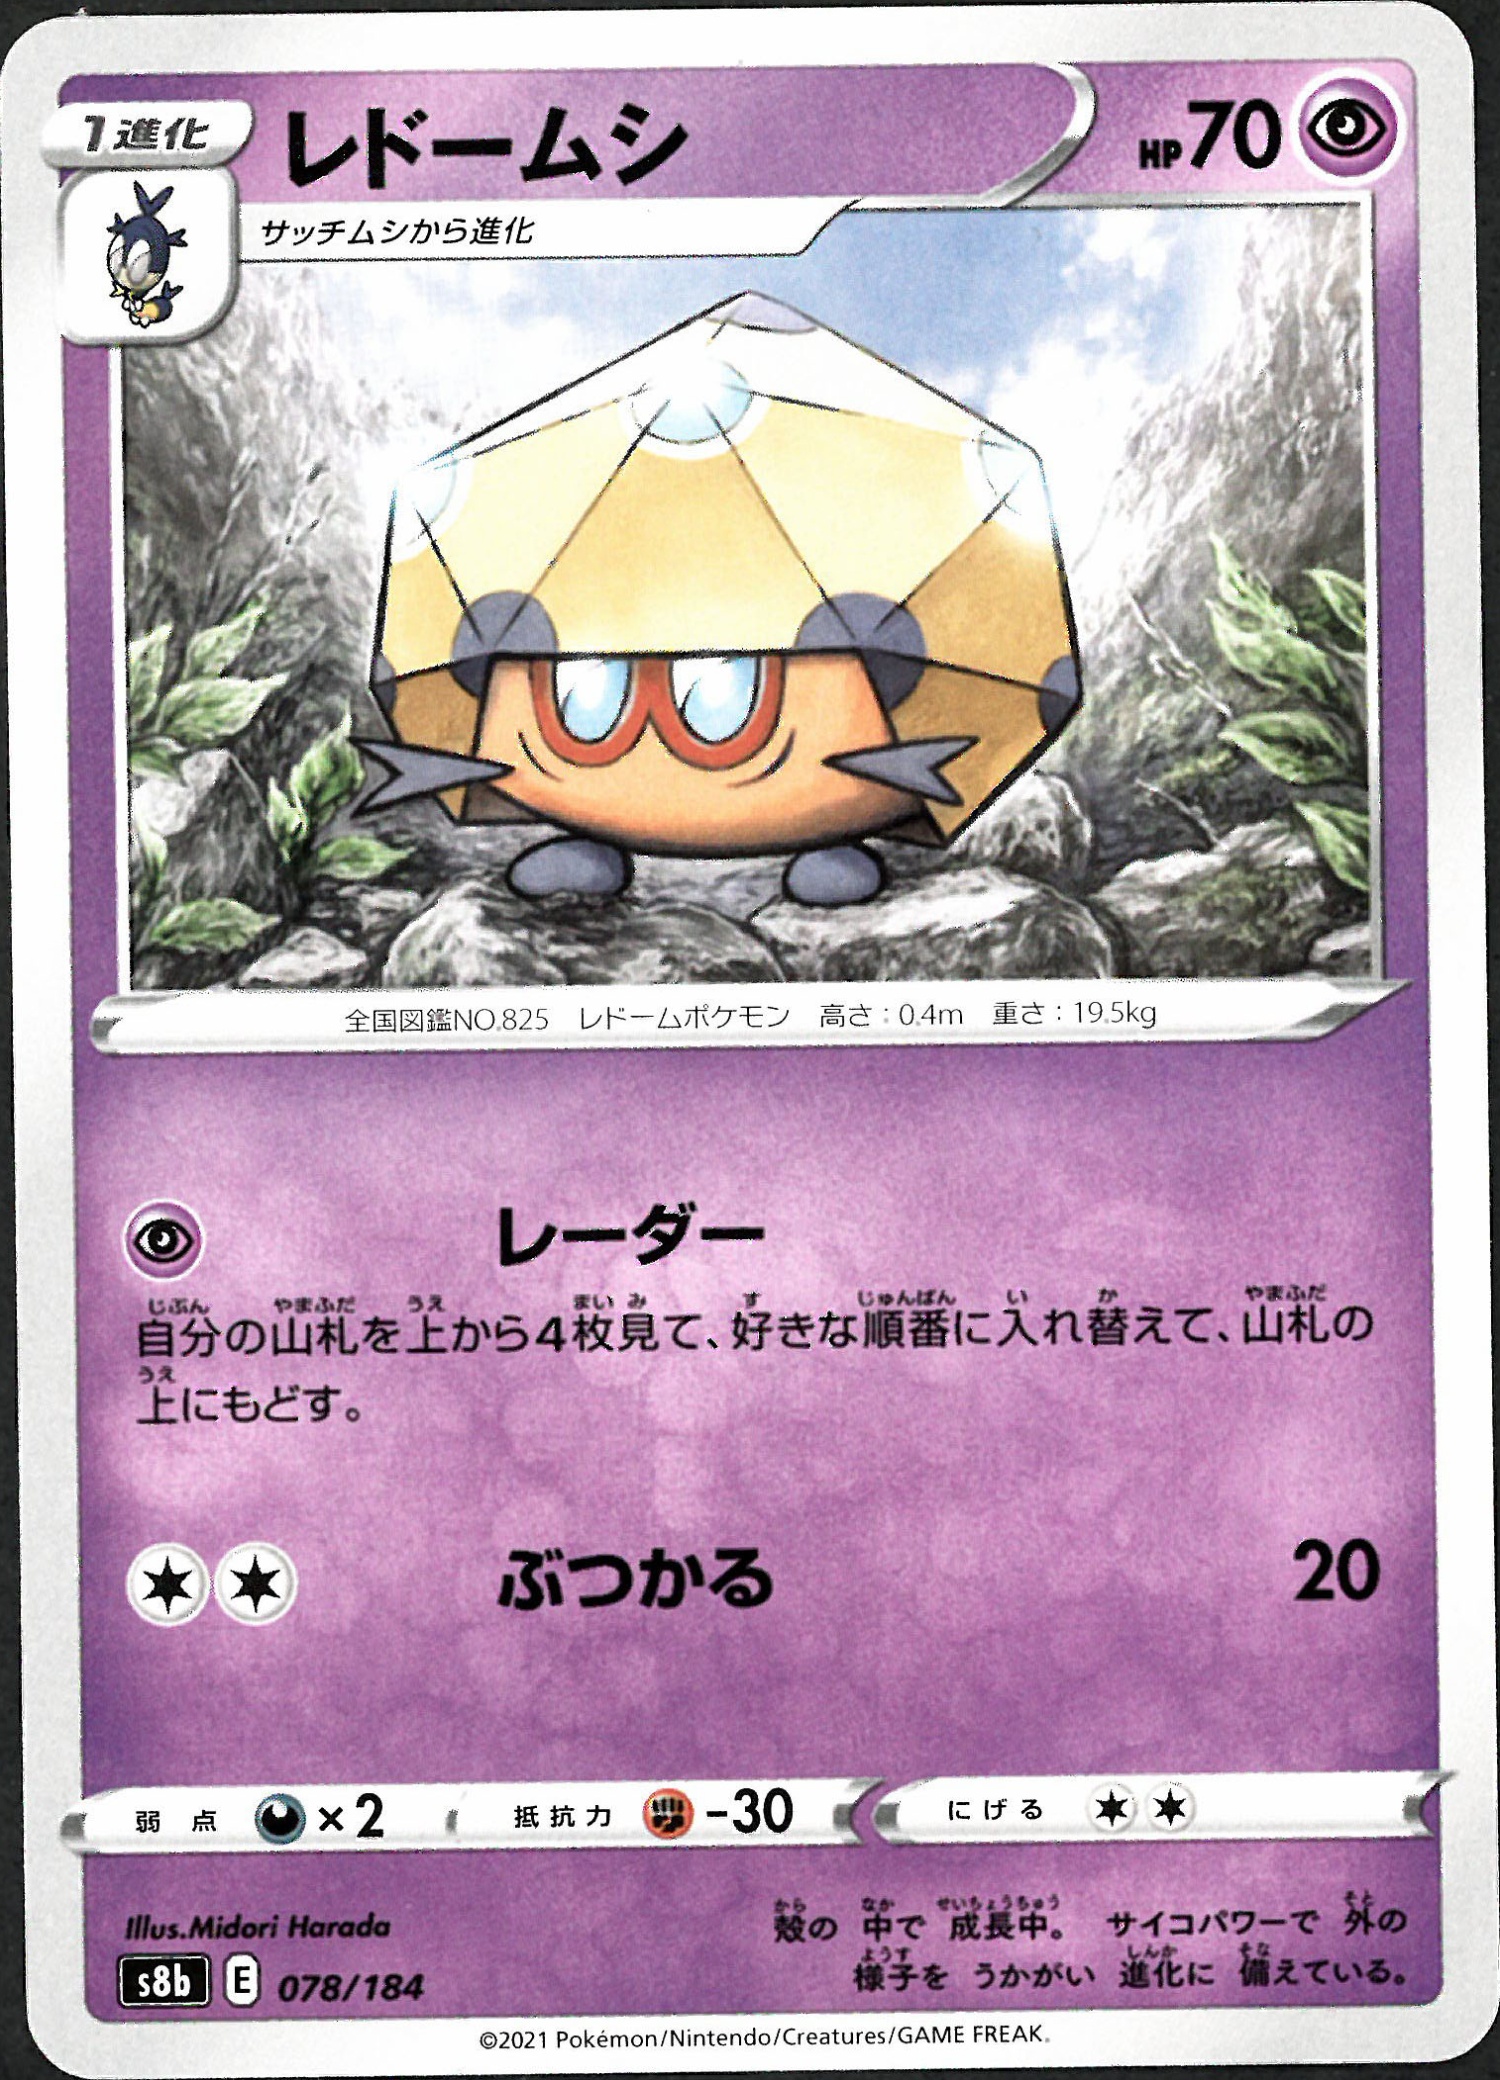 1進化
レドームシ
HP70
サッチムシから進化
全国図鑑NO.825 レドームポケモン 高さ:0.4m 重さ:19.5kg
レーダー
自分の山札を上から4枚見て、好きな順番に入れ替えて、山札の
上にもどす。
ぶつかる 20
弱点 ×2 抵抗力 -30 にげる
Illus.Midori Harada
殻の 中で 成長中。 サイコパワーで 外の
様子を うかがい 進化に 備えている。
s8b E 078/184
©2021 Pokémon/Nintendo/Creatures/GAME FREAK.